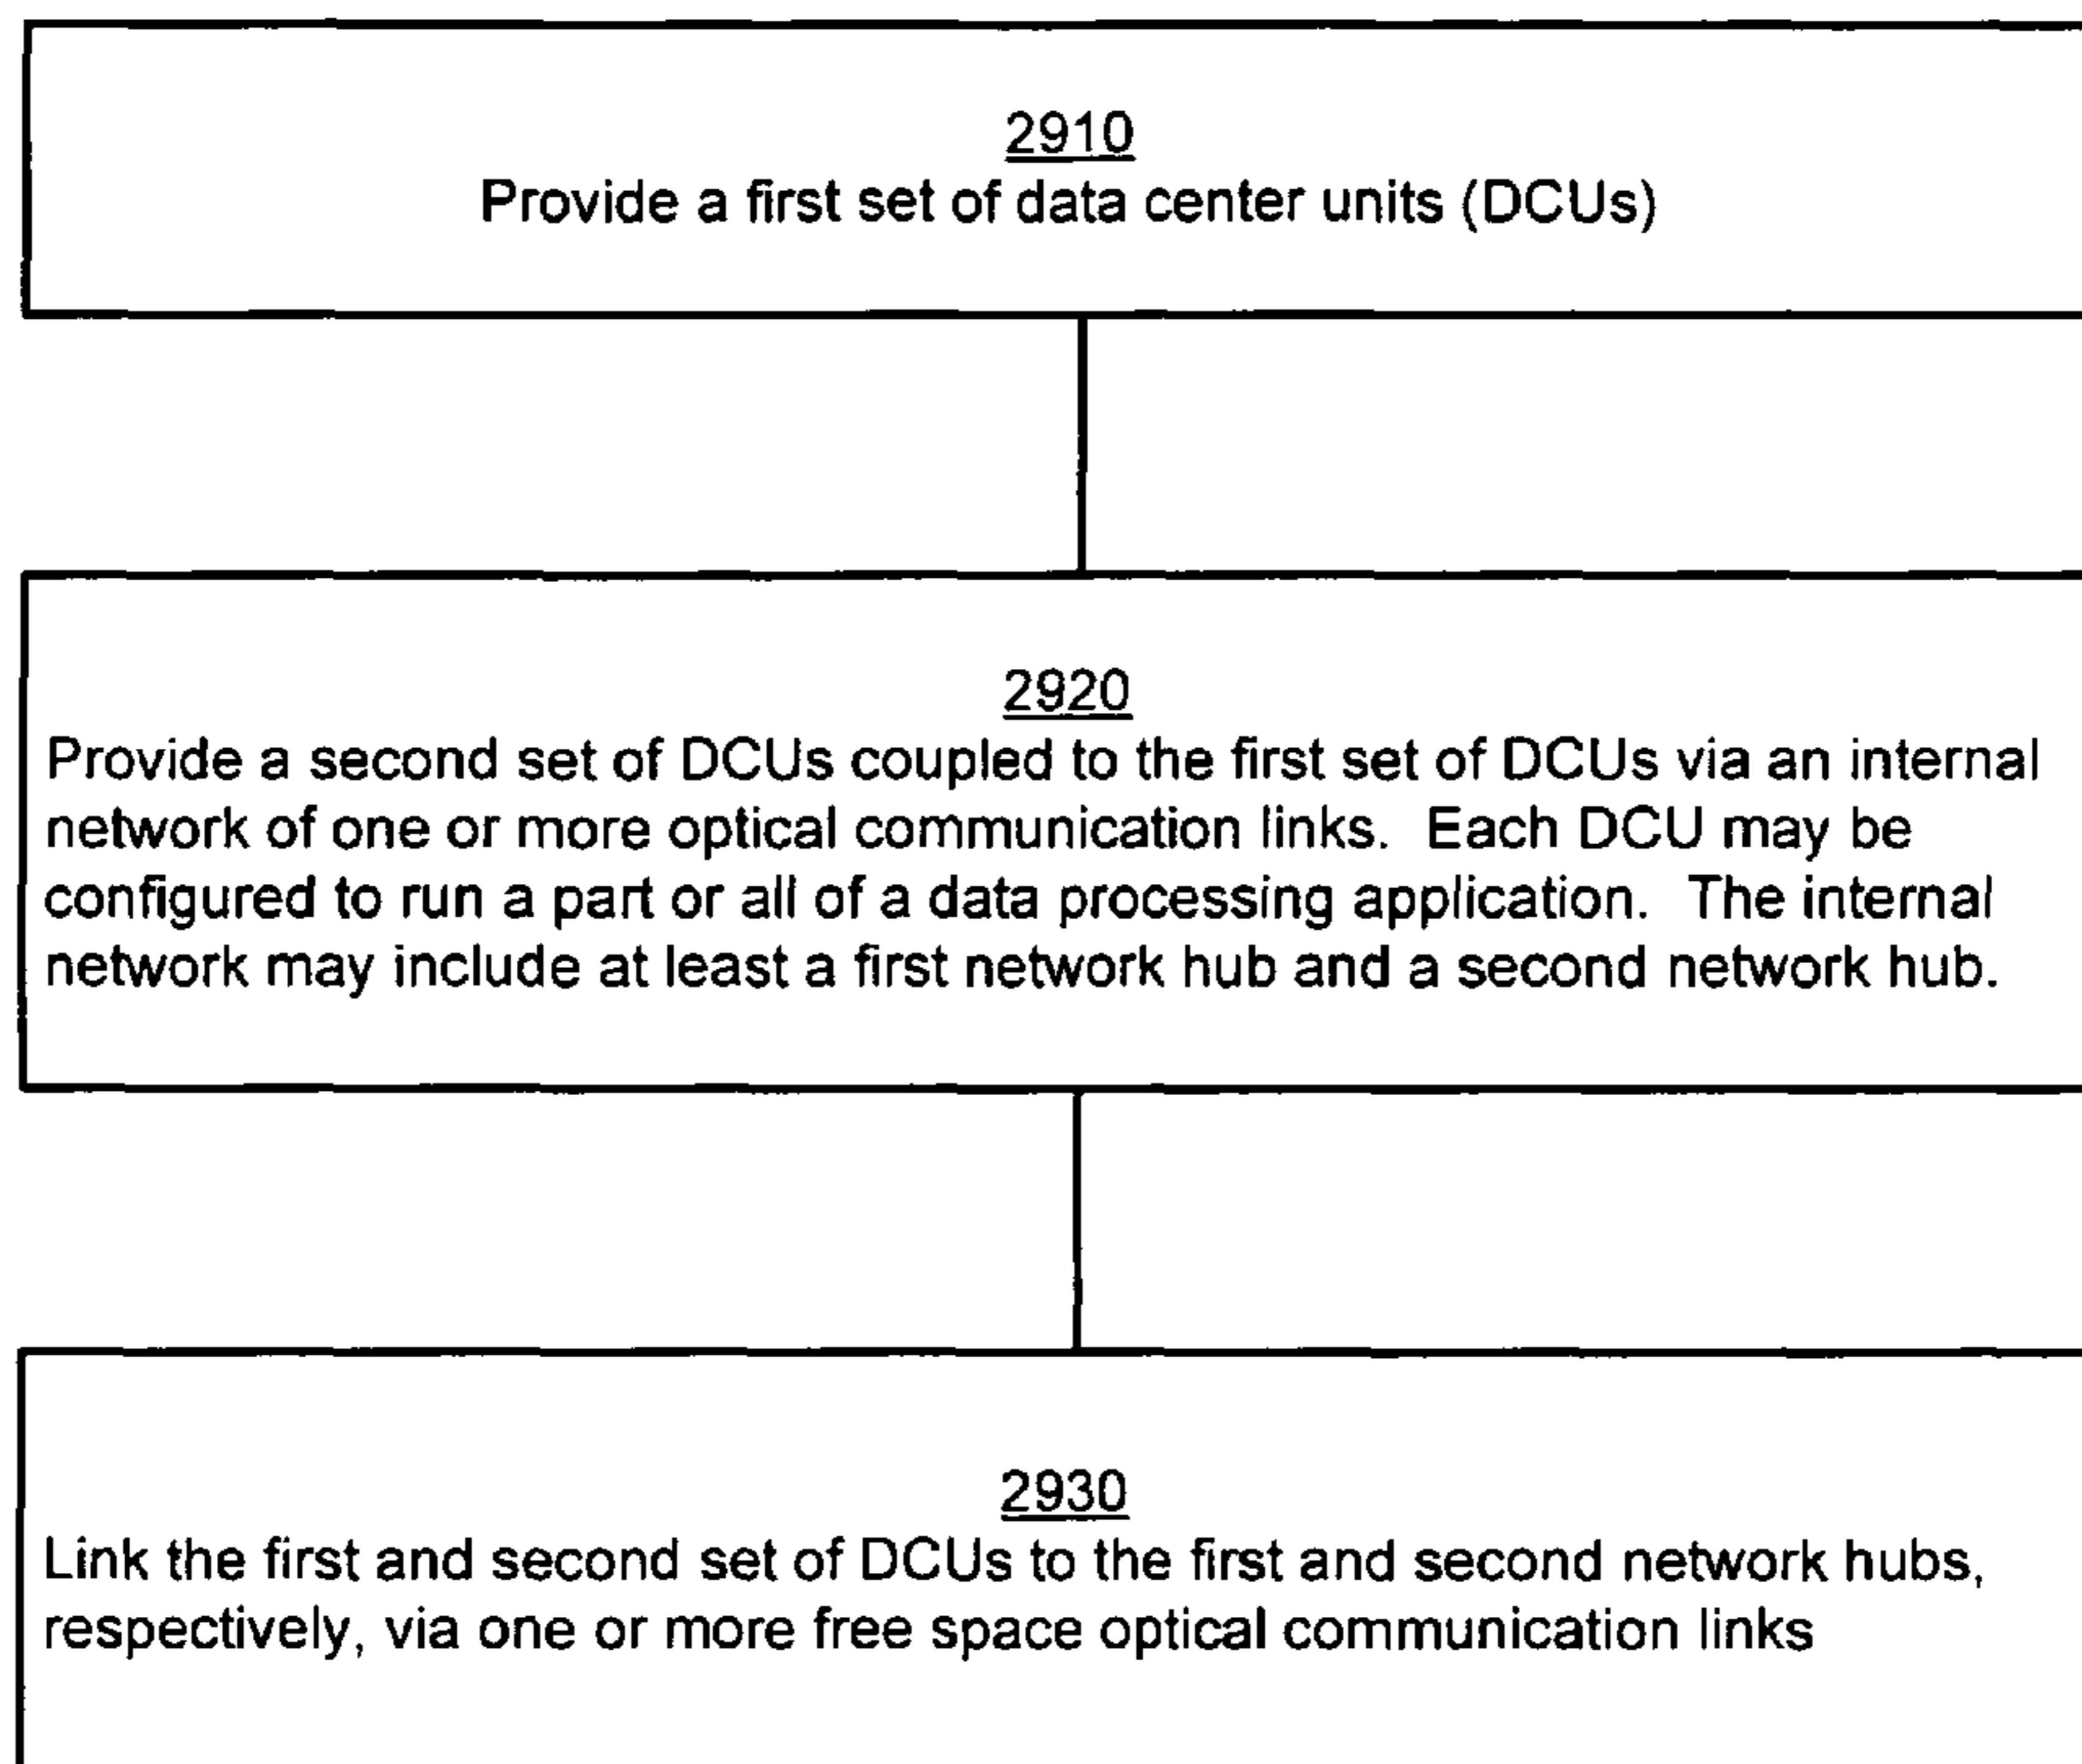 2910
Provide a first set of data center units (DCUs)
2920
Provide a second set of DCUs coupled to the first set of DCUs via an internal
network of one or more optical communication links. Each DCU may be
configured to run a part or all of a data processing application. The internal
network may include at least a first network hub and a second network hub.
2930
Link the first and second set of DCUs to the first and second network hubs,
respectively, via one or more free space optical communication links